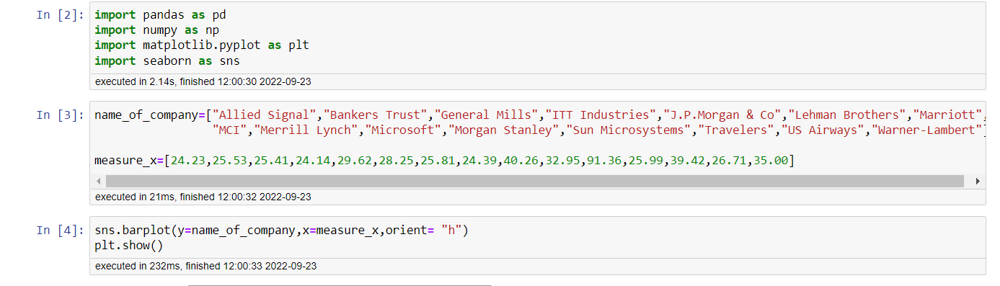 In [2]: import pandas as pd
import numpy as np
import matplotlib.pyplot as plt
import seaborn as sns
executed in 2.14s, finished 12:00:30 2022-09-23
In [3]: name_of_company=["Allied Signal","Bankers Trust","General Mills","ITT Industries","J.P.Morgan & Co","Lehman Brothers","Marriott",
"MCI","Merrill Lynch","Microsoft","Morgan Stanley","Sun Microsystems","Travelers","US Airways","Warner-Lambert"]
measure_x=[24.23,25.53,25.41,24.14,29.62,28.25,25.81,24.39,40.26,32.95,91.36,25.99,39.42,26.71,35.00]
executed in 21ms, finished 12:00:32 2022-09-23
In [4]: sns.barplot(y=name_of_company,x=measure_x,orient= "h")
plt.show()
executed in 232ms, finished 12:00:33 2022-09-23